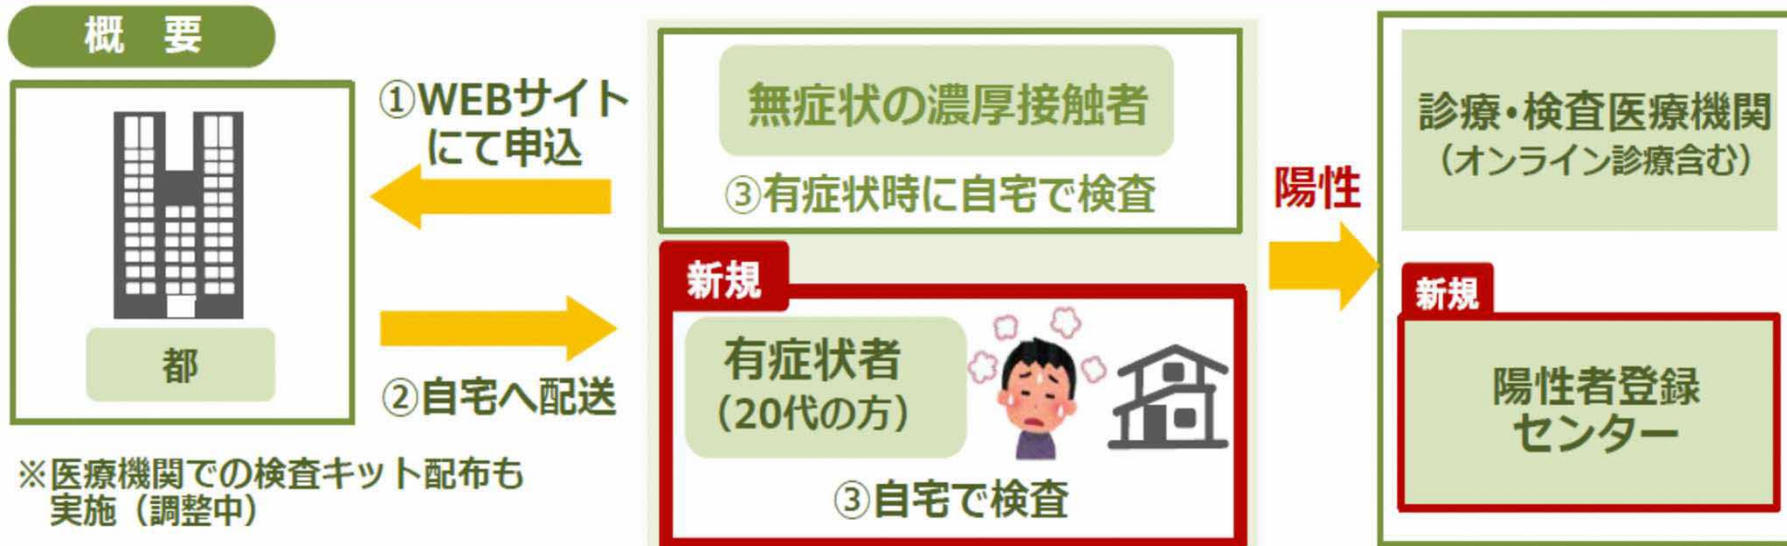 概 要
都
①WEBサイト
にて申込
②自宅へ配送
※医療機関での検査キット配布も
実施（調整中）
無症状の濃厚接触者
③有症状時に自宅で検査
新規
有症状者
（20代の方）
③自宅で検査
陽性
診療・検査医療機関
（オンライン診療含む）
新規
陽性者登録
センター